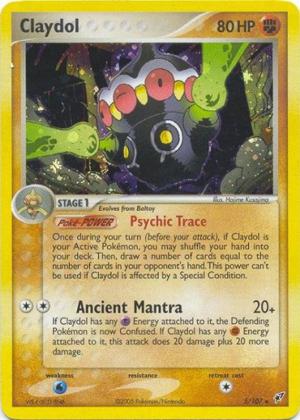 Claydol 80 HP
Illus. Hajime Kusajima
STAGE 1
Evolves from Baltoy
Poké-POWER Psychic Trace
Once during your turn (before your attack), if Claydol is
your Active Pokémon, you may shuffle your hand into
your deck. Then, draw a number of cards equal to the
number of cards in your opponent's hand. This power can't
be used if Claydol is affected by a Special Condition.
Ancient Mantra 20+
If Claydol has any Energy attached to it, the Defending
Pokémon is now Confused. If Claydol has any
Energy attached to it, this attack does 20 damage plus 20 more
damage.
weakness resistance retreat cost
©2005 Pokémon/Nintendo 5/107